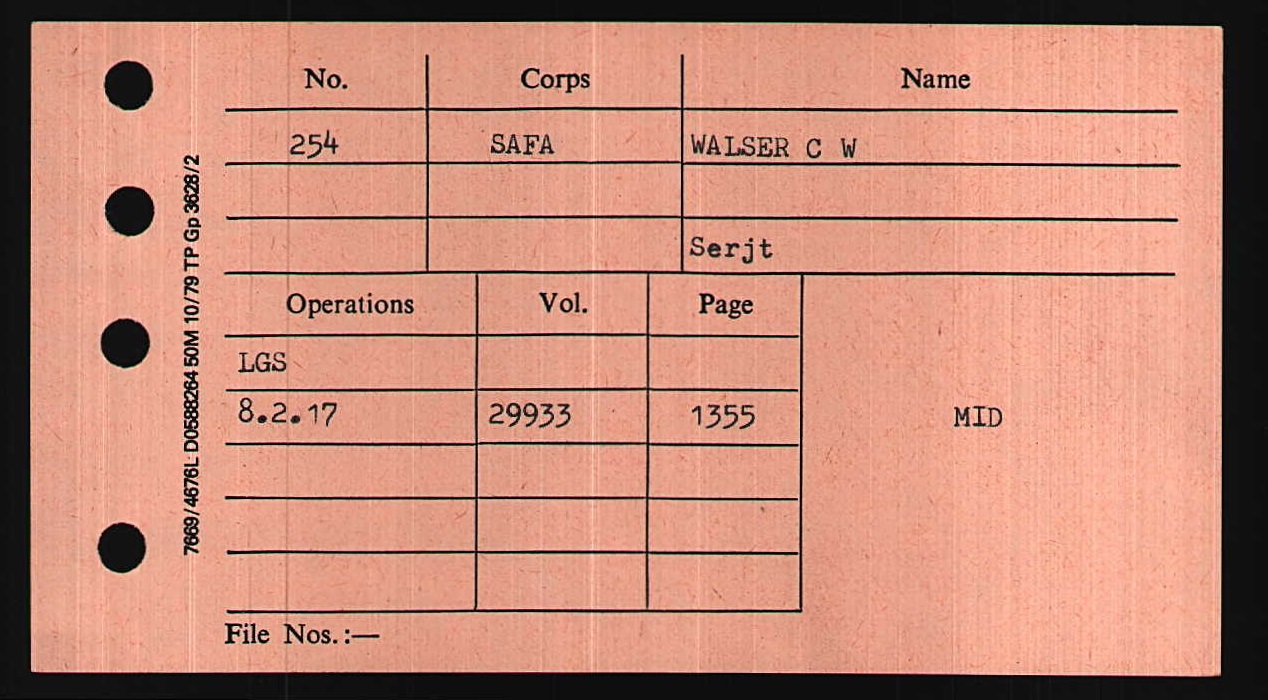 No. Corps Name
254 SAFA WALSER C W
Serjt
Operations Vol. Page
LGS
8.2.17 29933 1355 MID
File Nos.:—
7669/4676L D0588264 50M 10/79 TP Gp 3628/2